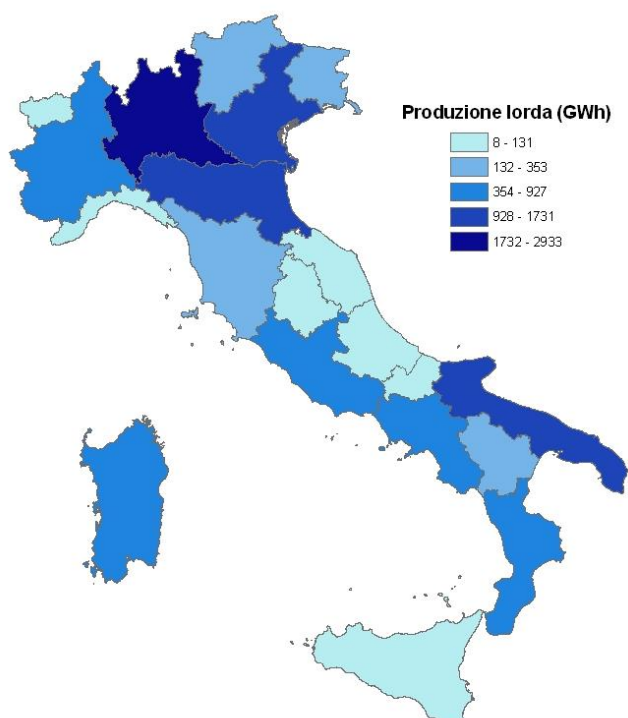 Produzione lorda (GWh)
8 - 131
132 - 353
354 - 927
928 - 1731
1732 - 2933